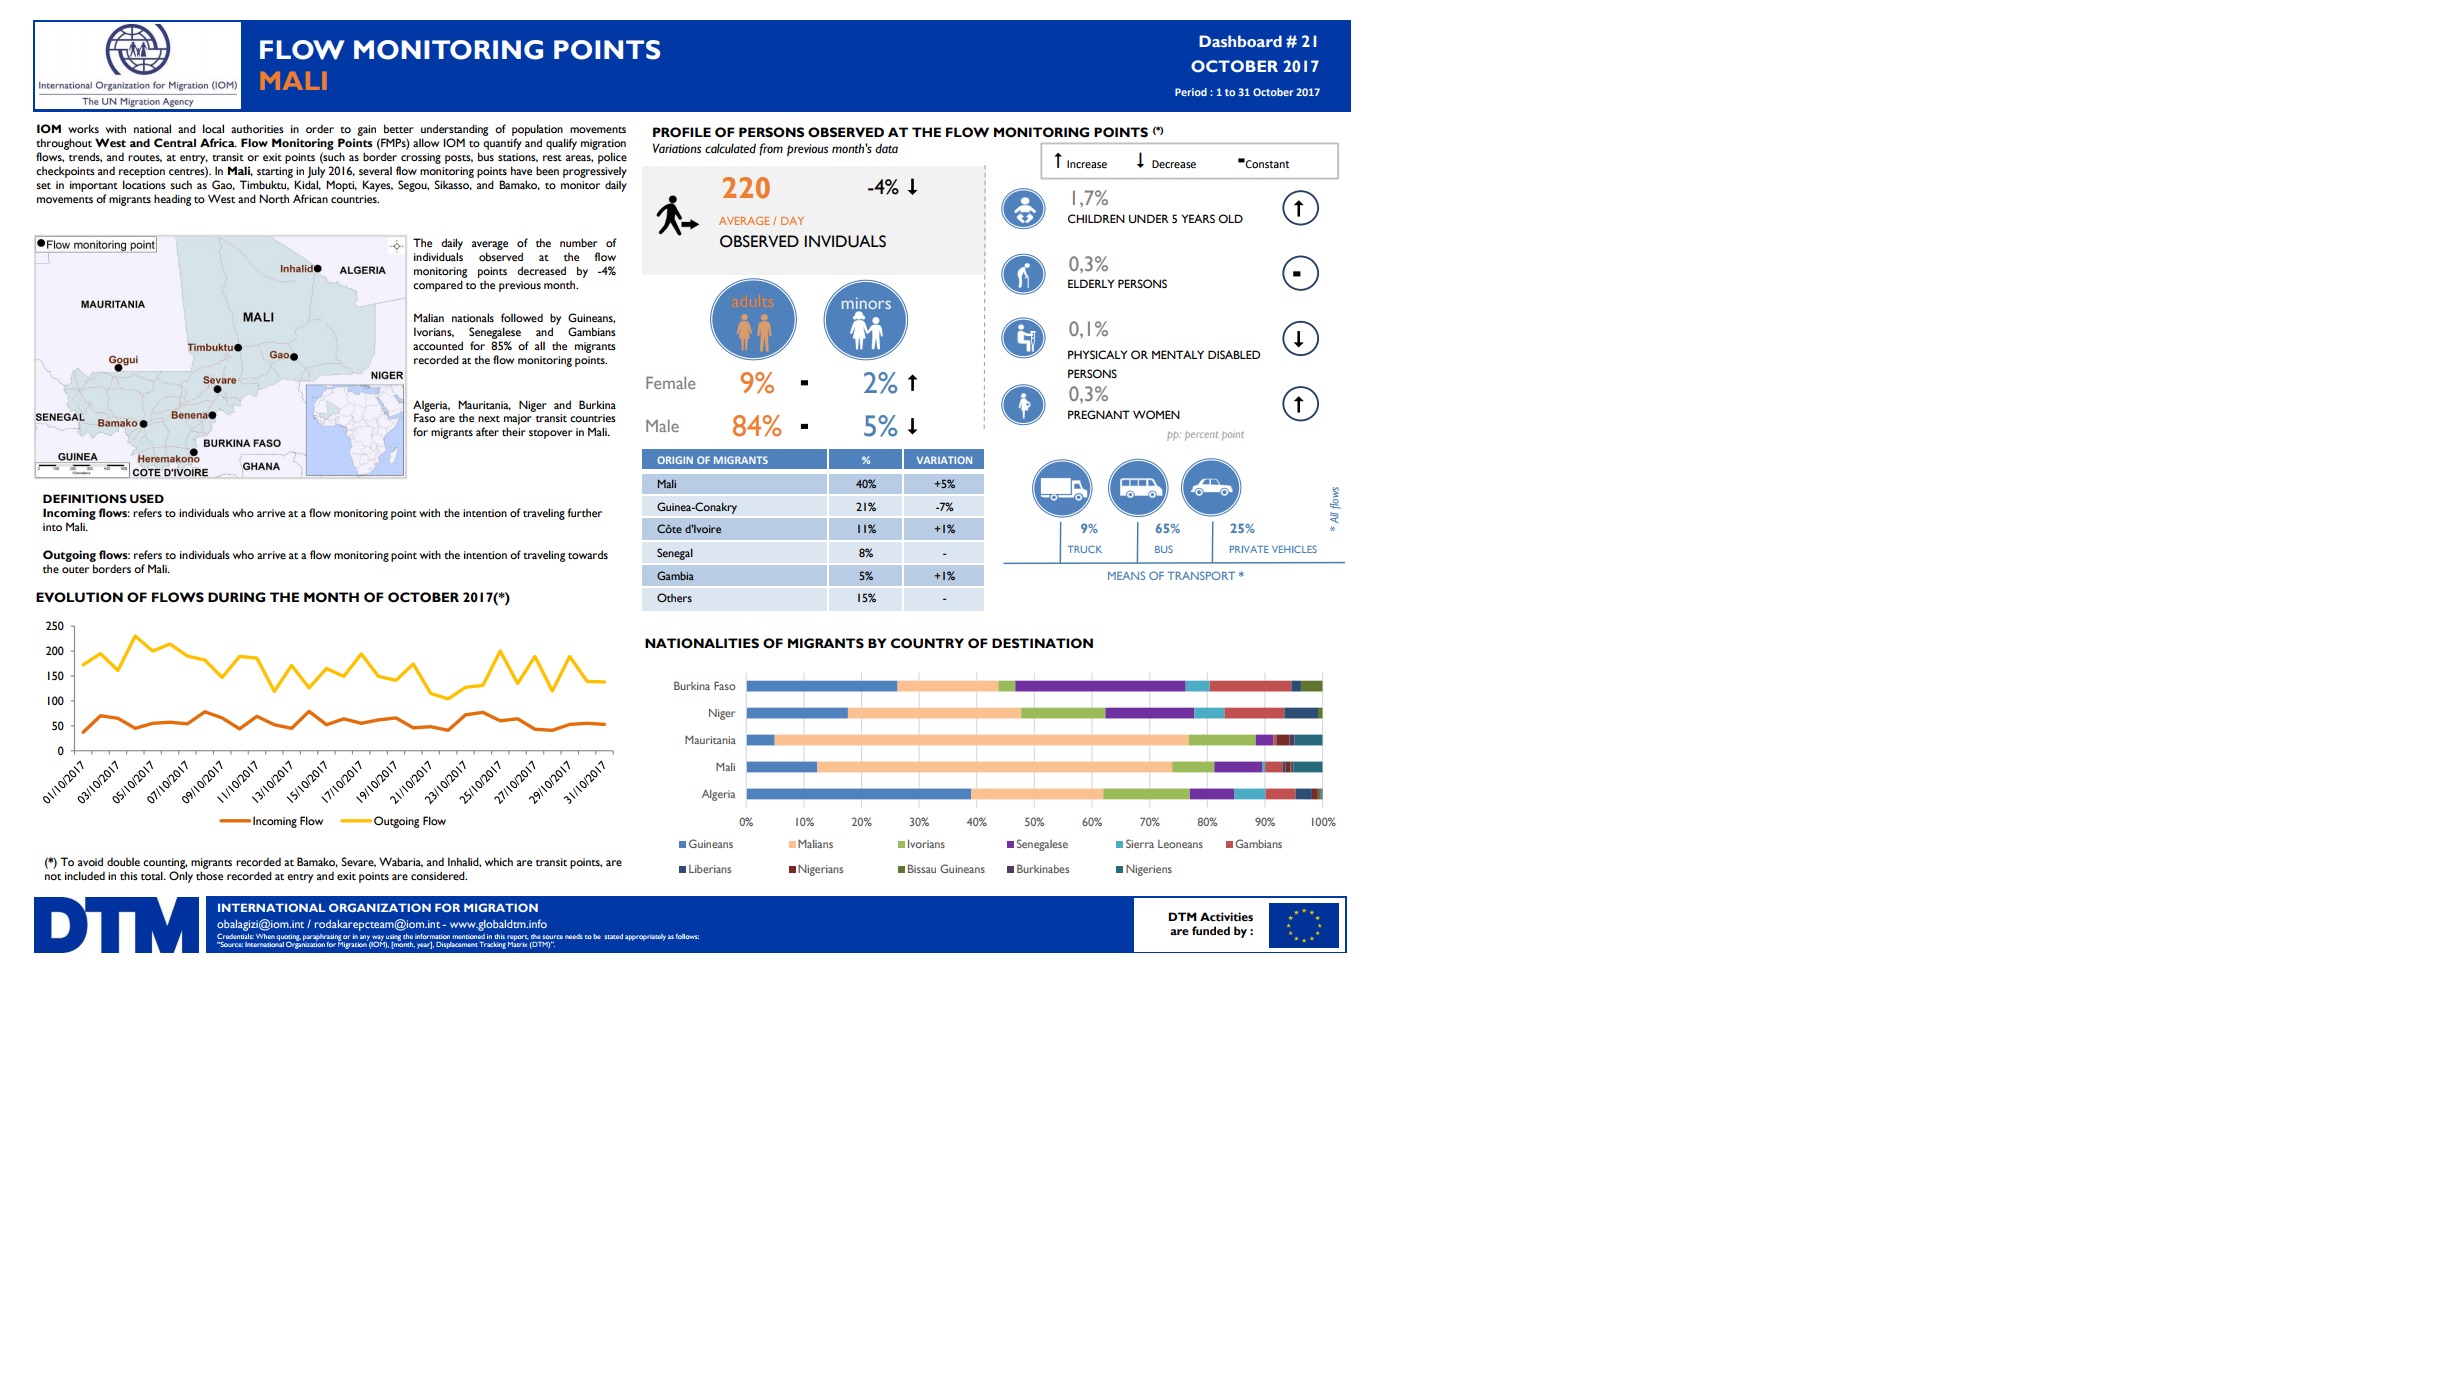 International Organization for Migration (IOM)
The UN Migration Agency
FLOW MONITORING POINTS
MALI
Dashboard # 21
OCTOBER 2017
Period : 1 to 31 October 2017
IOM works with national and local authorities in order to gain better understanding of population movements
throughout West and Central Africa. Flow Monitoring Points (FMPs) allow IOM to quantify and qualify migration
flows, trends, and routes, at entry, transit or exit points (such as border crossing posts, bus stations, rest areas, police
checkpoints and reception centres). In Mali, starting in July 2016, several flow monitoring points have been progressively
set in important locations such as Gao, Timbuktu, Kidal, Mopti, Kayes, Segou, Sikasso, and Bamako, to monitor daily
movements of migrants heading to West and North African countries.
Flow monitoring point
Inhalid
ALGERIA
MAURITANIA
MALI
Timbuktu
Gao
Gogui
Sevare
NIGER
SENEGAL
Benena
Bamako
BURKINA FASO
GUINEA
Heremakono
GHANA
COTE D'IVOIRE
The daily average of the number of
individuals observed at the flow
monitoring points decreased by -4%
compared to the previous month.
Malian nationals followed by Guineans,
Ivorians, Senegalese and Gambians
accounted for 85% of all the migrants
recorded at the flow monitoring points.
Algeria, Mauritania, Niger and Burkina
Faso are the next major transit countries
for migrants after their stopover in Mali.
DEFINITIONS USED
Incoming flows: refers to individuals who arrive at a flow monitoring point with the intention of traveling further
into Mali.
Outgoing flows: refers to individuals who arrive at a flow monitoring point with the intention of traveling towards
the outer borders of Mali.
EVOLUTION OF FLOWS DURING THE MONTH OF OCTOBER 2017(*)
250
200
150
100
50
0
01/10/2017 03/10/2017 05/10/2017 07/10/2017 09/10/2017 11/10/2017 13/10/2017 15/10/2017 17/10/2017 19/10/2017 21/10/2017 23/10/2017 25/10/2017 27/10/2017 29/10/2017 31/10/2017
Incoming Flow Outgoing Flow
(*) To avoid double counting, migrants recorded at Bamako, Sevare, Wabaria, and Inhalid, which are transit points, are
not included in this total. Only those recorded at entry and exit points are considered.
PROFILE OF PERSONS OBSERVED AT THE FLOW MONITORING POINTS (*)
Variations calculated from previous month's data
↑ Increase ↓ Decrease -Constant
220 -4% ↓
AVERAGE / DAY
OBSERVED INVIDUALS
adults minors
Female 9% - 2% ↑
Male 84% - 5% ↓
1,7%
CHILDREN UNDER 5 YEARS OLD
0,3%
ELDERLY PERSONS
0,1%
PHYSICALY OR MENTALY DISABLED
PERSONS
0,3%
PREGNANT WOMEN
pp: percent point
ORIGIN OF MIGRANTS % VARIATION
Mali 40% +5%
Guinea-Conakry 21% -7%
Côte d'Ivoire 11% +1%
Senegal 8% -
Gambia 5% +1%
Others 15% -
9% 65% 25%
TRUCK BUS PRIVATE VEHICLES
MEANS OF TRANSPORT *
* All flows
NATIONALITIES OF MIGRANTS BY COUNTRY OF DESTINATION
Burkina Faso
Niger
Mauritania
Mali
Algeria
0% 10% 20% 30% 40% 50% 60% 70% 80% 90% 100%
Guineans Malians Ivorians Senegalese Sierra Leoneans Gambians
Liberians Nigerians Bissau Guineans Burkinabes Nigeriens
DTM
INTERNATIONAL ORGANIZATION FOR MIGRATION
obalagizi@iom.int / rodakarepcteam@iom.int - www.globaldtm.info
Credentials: When quoting, paraphrasing or in any way using the information mentioned in this report, the source needs to be stated appropriately as follows:
"Source: International Organization for Migration (IOM), [month, year], Displacement Tracking Matrix (DTM)".
DTM Activities
are funded by :